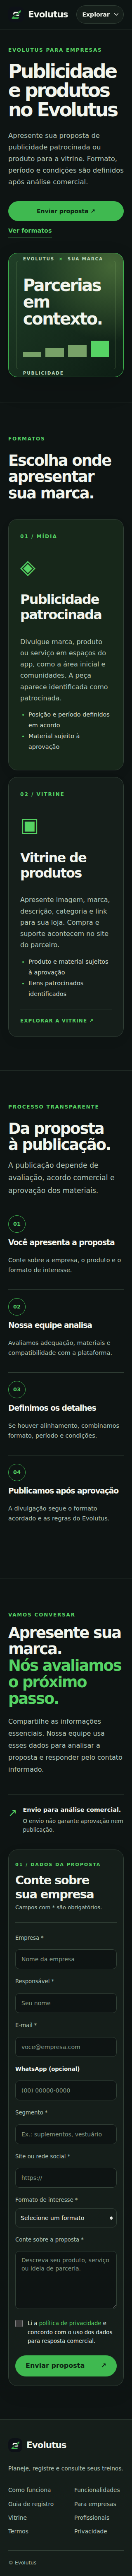 Evolutus
Explorar
EVOLUTUS PARA EMPRESAS
Publicidade
e produtos
no Evolutus
Apresente sua proposta de
publicidade patrocinada ou
produto para a vitrine. Formato,
período e condições são definidos
após análise comercial.
Enviar proposta ↗
Ver formatos
EVOLUTUS × SUA MARCA
Parcerias
em
contexto.
PUBLICIDADE
FORMATOS
Escolha onde
apresentar
sua marca.
01 / MÍDIA
Publicidade
patrocinada
Divulgue marca, produto
ou serviço em espaços do
app, como a área inicial e
comunidades. A peça
aparece identificada como
patrocinada.
• Posição e período definidos
em acordo
• Material sujeito à
aprovação
02 / VITRINE
Vitrine de
produtos
Apresente imagem, marca,
descrição, categoria e link
para sua loja. Compra e
suporte acontecem no site
do parceiro.
• Produto e material sujeitos
à aprovação
• Itens patrocinados
identificados
EXPLORAR A VITRINE ↗
PROCESSO TRANSPARENTE
Da proposta
à publicação.
A publicação depende de
avaliação, acordo comercial e
aprovação dos materiais.
01
Você apresenta a proposta
Conte sobre a empresa, o produto e o
formato de interesse.
02
Nossa equipe analisa
Avaliamos adequação, materiais e
compatibilidade com a plataforma.
03
Definimos os detalhes
Se houver alinhamento, combinamos
formato, período e condições.
04
Publicamos após aprovação
A divulgação segue o formato
acordado e as regras do Evolutus.
VAMOS CONVERSAR
Apresente sua
marca.
Nós avaliamos
o próximo
passo.
Compartilhe as informações
essenciais. Nossa equipe usa
esses dados para analisar a
proposta e responder pelo contato
informado.
↗ Envio para análise comercial.
O envio não garante aprovação nem
publicação.
01 / DADOS DA PROPOSTA
Conte sobre
sua empresa
Campos com * são obrigatórios.
Empresa *
Nome da empresa
Responsável *
Seu nome
E-mail *
voce@empresa.com
WhatsApp (opcional)
(00) 00000-0000
Segmento *
Ex.: suplementos, vestuário
Site ou rede social *
https://
Formato de interesse *
Selecione um formato
Conte sobre a proposta *
Descreva seu produto, serviço
ou ideia de parceria.
Li a política de privacidade e
concordo com o uso dos dados
para resposta comercial.
Enviar proposta ↗
Evolutus
Planeje, registre e consulte seus treinos.
Como funciona
Funcionalidades
Guia de registro
Para empresas
Vitrine
Profissionais
Termos
Privacidade
© Evolutus